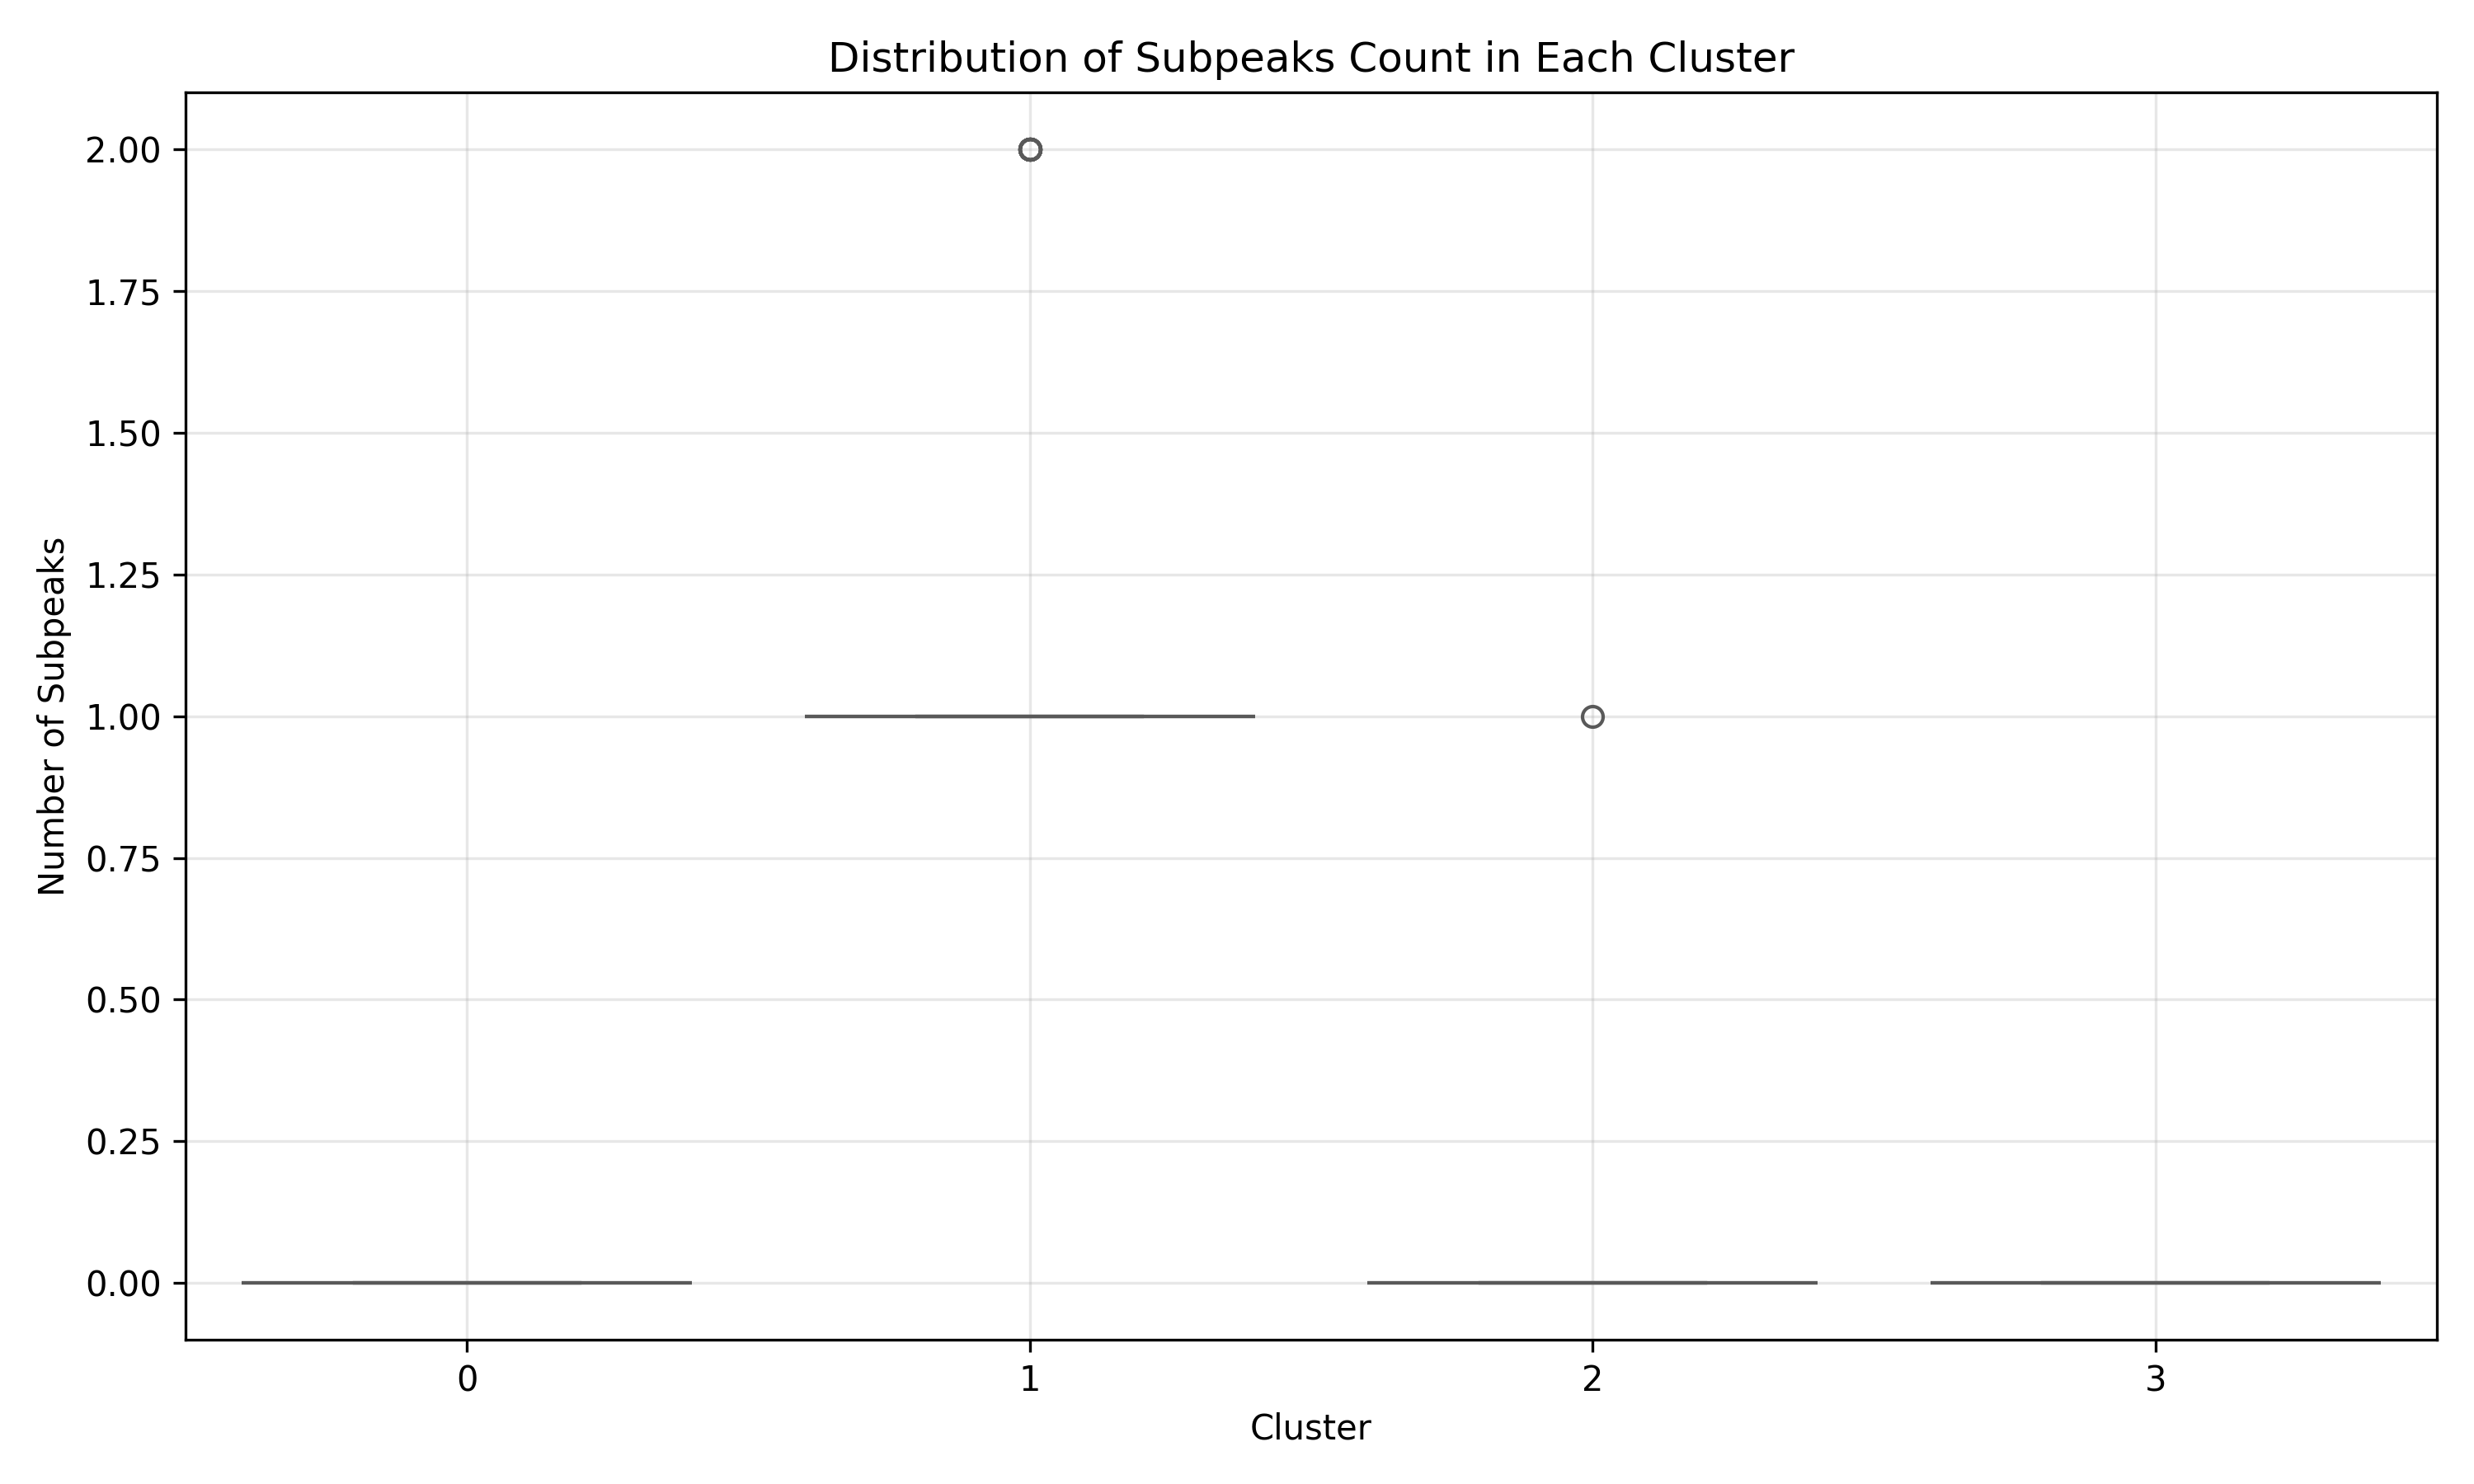 Distribution of Subpeaks Count in Each Cluster
Number of Subpeaks
2.00
1.75
1.50
1.25
1.00
0.75
0.50
0.25
0.00
0 1 2 3
Cluster